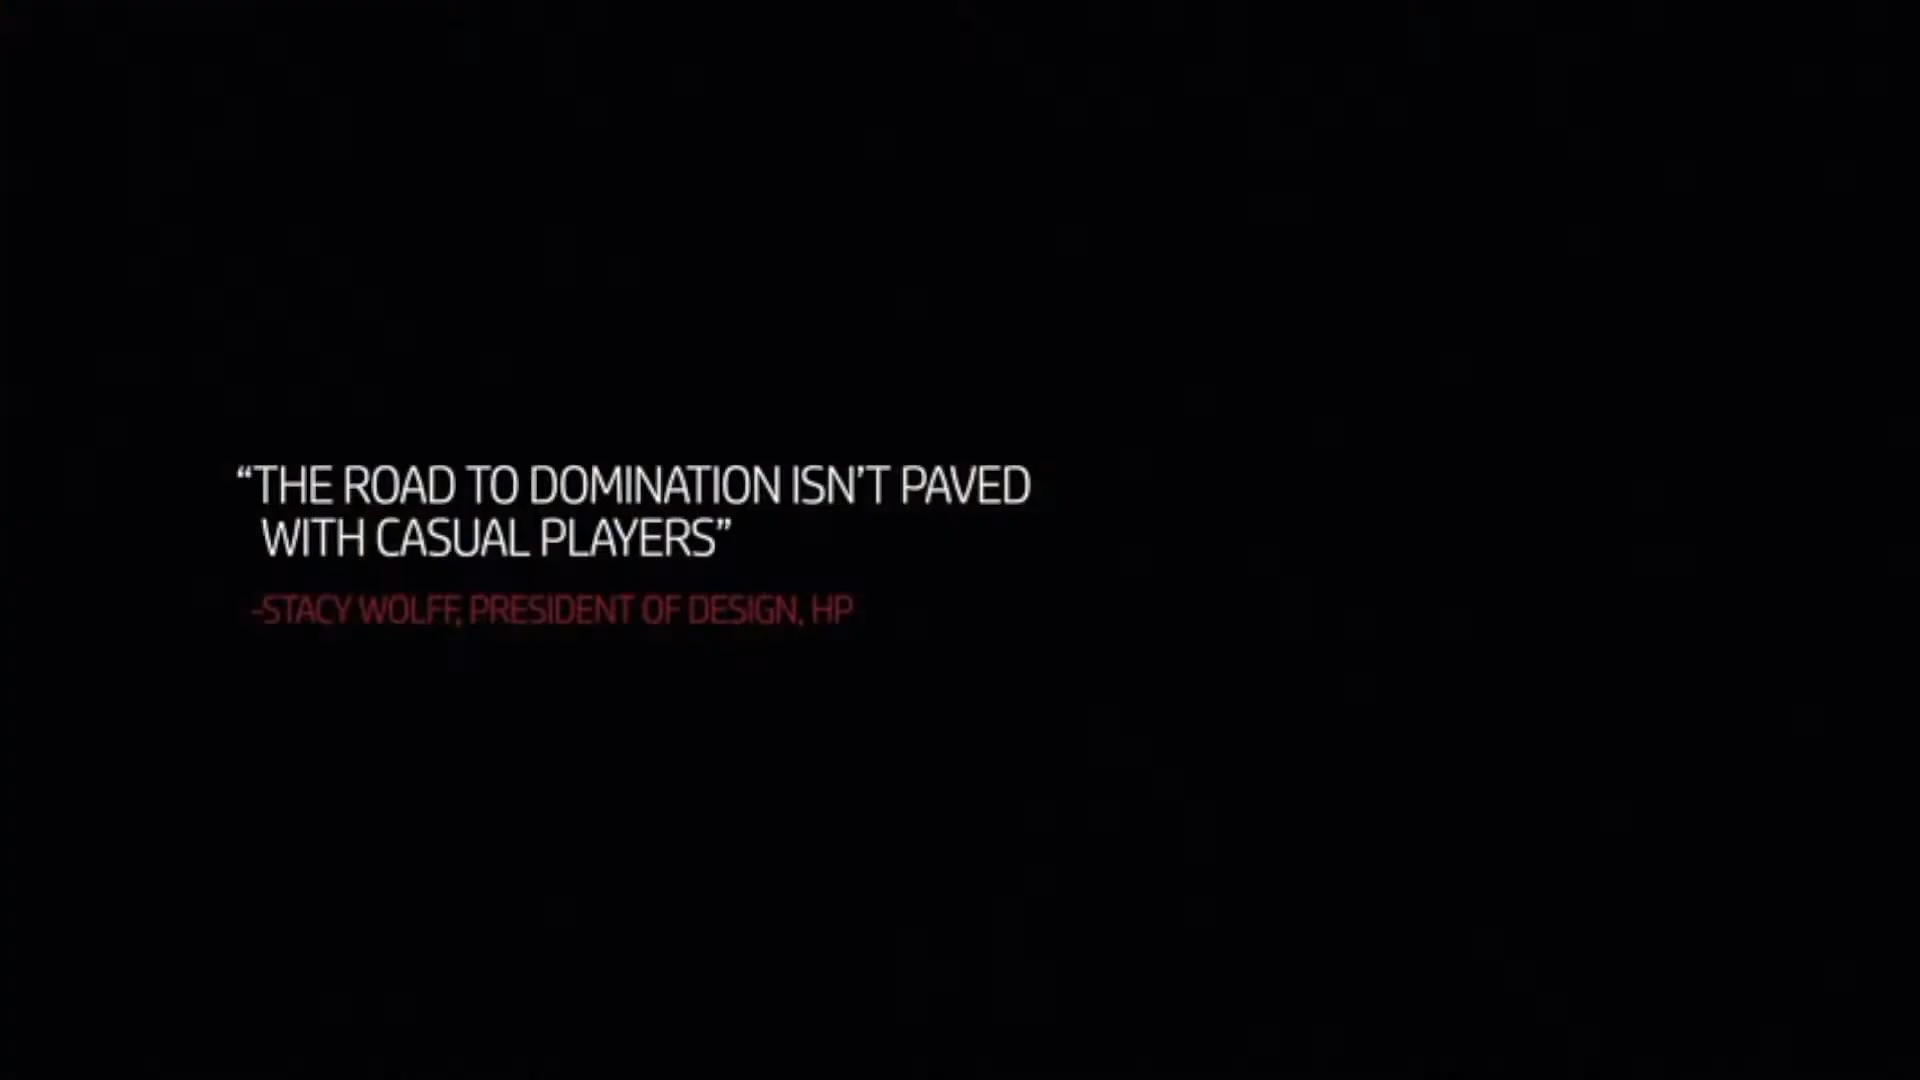 “THE ROAD TO DOMINATION ISN’T PAVED
WITH CASUAL PLAYERS”
-STACY WOLFF, PRESIDENT OF DESIGN, HP